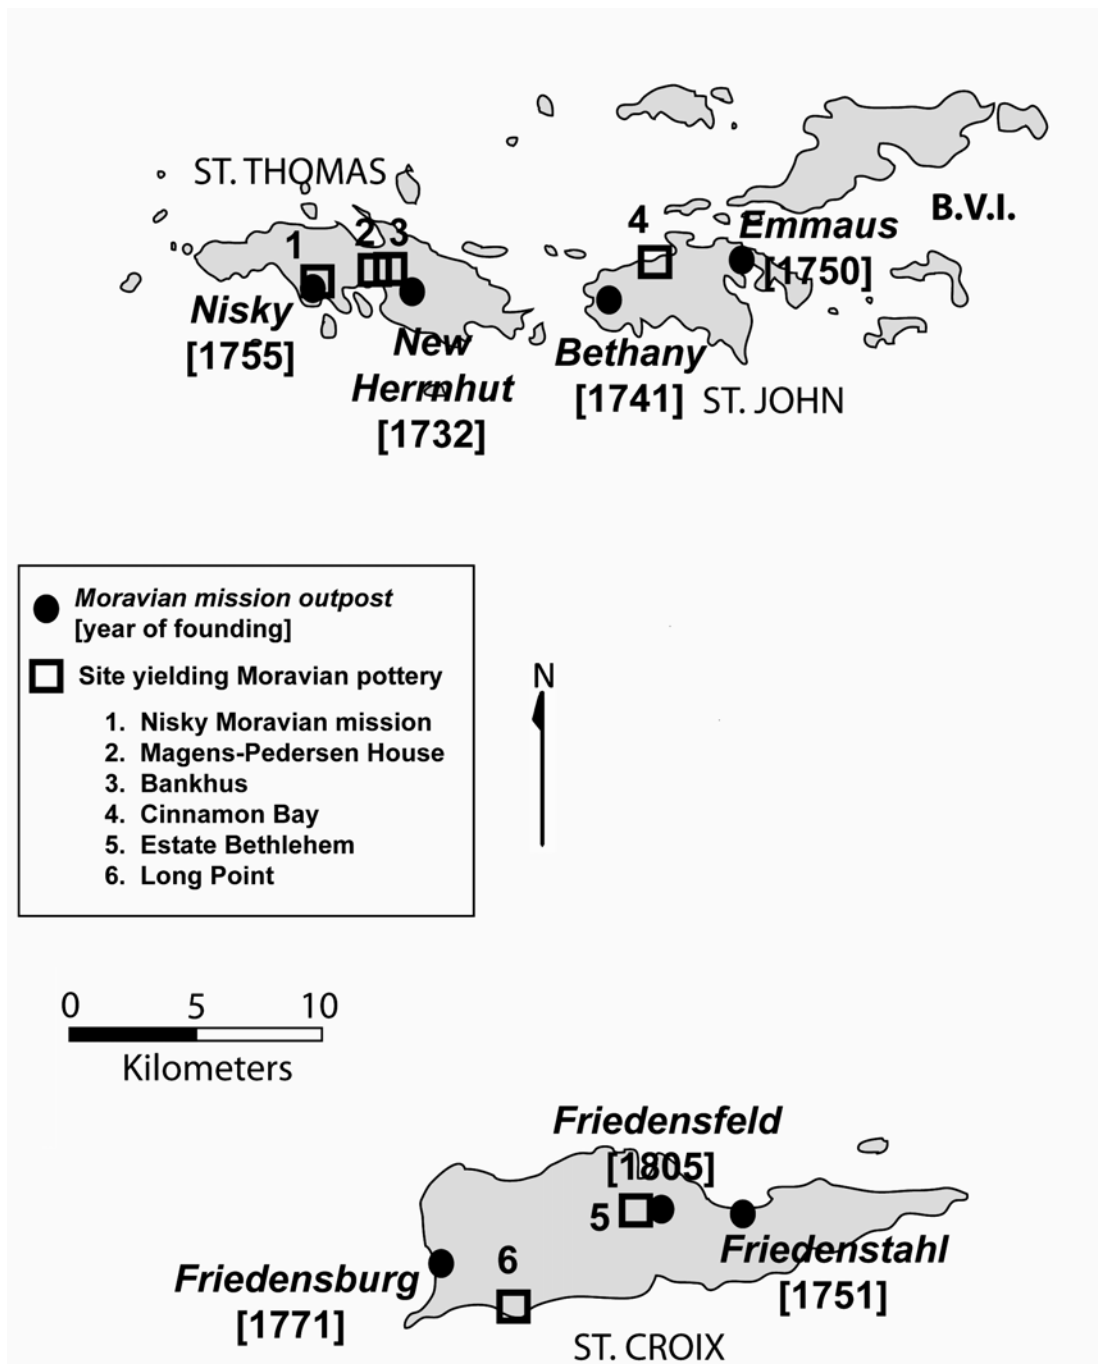 ST. THOMAS
B.V.I.
1
2
3
4
Emmaus
[1750]
Nisky
[1755]
New
Herrnhut
[1732]
Bethany
[1741]
ST. JOHN
Moravian mission outpost
[year of founding]
Site yielding Moravian pottery
1. Nisky Moravian mission
2. Magens-Pedersen House
3. Bankhus
4. Cinnamon Bay
5. Estate Bethlehem
6. Long Point
N
0 5 10
Kilometers
Friedensfeld
[1805]
5
6
Friedenstahl
[1751]
Friedensburg
[1771]
ST. CROIX